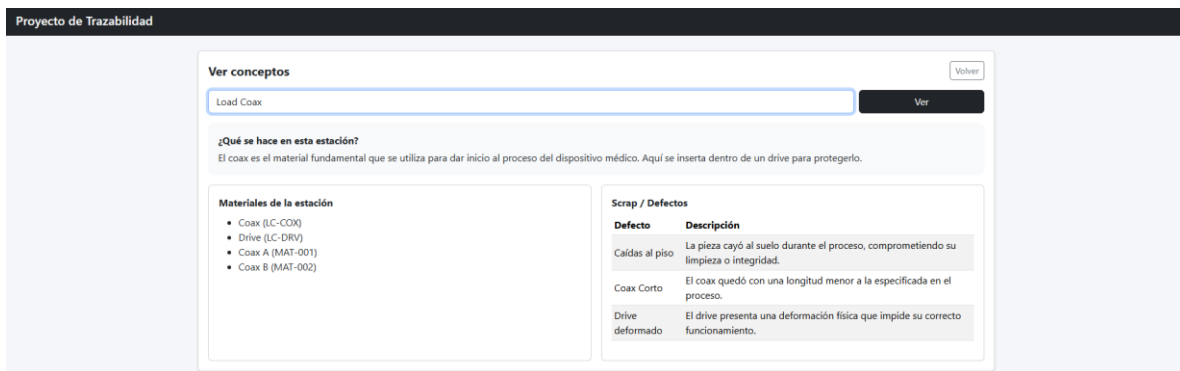 Proyecto de Trazabilidad
Ver conceptos
Volver
Load Coax
Ver
¿Qué se hace en esta estación?
El coax es el material fundamental que se utiliza para dar inicio al proceso del dispositivo médico. Aquí se inserta dentro de un drive para protegerlo.
Materiales de la estación
Coax (LC-COX)
Drive (LC-DRV)
Coax A (MAT-001)
Coax B (MAT-002)
Scrap / Defectos
Defecto Descripción
Caídas al piso La pieza cayó al suelo durante el proceso, comprometiendo su
limpieza o integridad.
Coax Corto El coax quedó con una longitud menor a la especificada en el
proceso.
Drive El drive presenta una deformación física que impide su correcto
deformado funcionamiento.